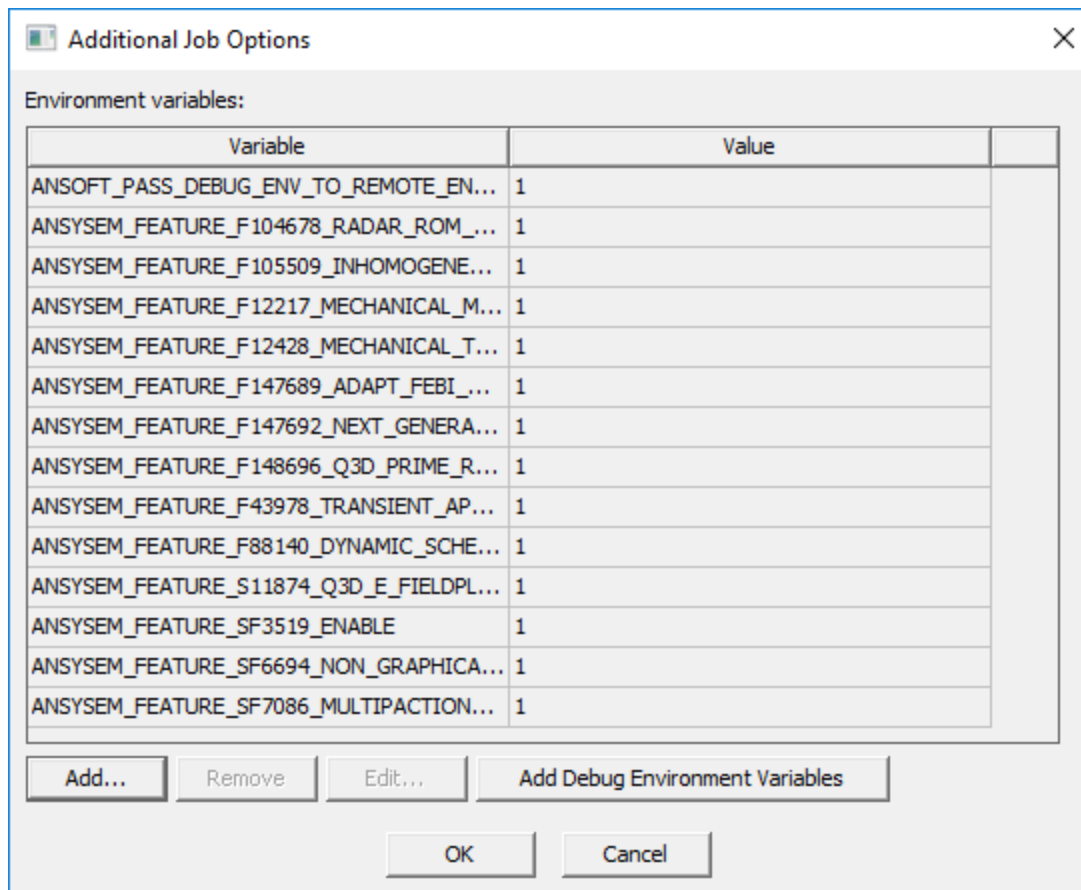 Additional Job Options
Environment variables:
Variable Value
ANSOFT_PASS_DEBUG_ENV_TO_REMOTE_EN... 1
ANSYSEM_FEATURE_F104678_RADAR_ROM_... 1
ANSYSEM_FEATURE_F105509_INHOMOGENE... 1
ANSYSEM_FEATURE_F12217_MECHANICAL_M... 1
ANSYSEM_FEATURE_F12428_MECHANICAL_T... 1
ANSYSEM_FEATURE_F147689_ADAPT_FEBI_... 1
ANSYSEM_FEATURE_F147692_NEXT_GENERA... 1
ANSYSEM_FEATURE_F148696_Q3D_PRIME_R... 1
ANSYSEM_FEATURE_F43978_TRANSIENT_AP... 1
ANSYSEM_FEATURE_F88140_DYNAMIC_SCHE... 1
ANSYSEM_FEATURE_S11874_Q3D_E_FIELDPL... 1
ANSYSEM_FEATURE_SF3519_ENABLE 1
ANSYSEM_FEATURE_SF6694_NON_GRAPHICA... 1
ANSYSEM_FEATURE_SF7086_MULTIPACTION... 1
Add... Remove Edit... Add Debug Environment Variables
OK Cancel